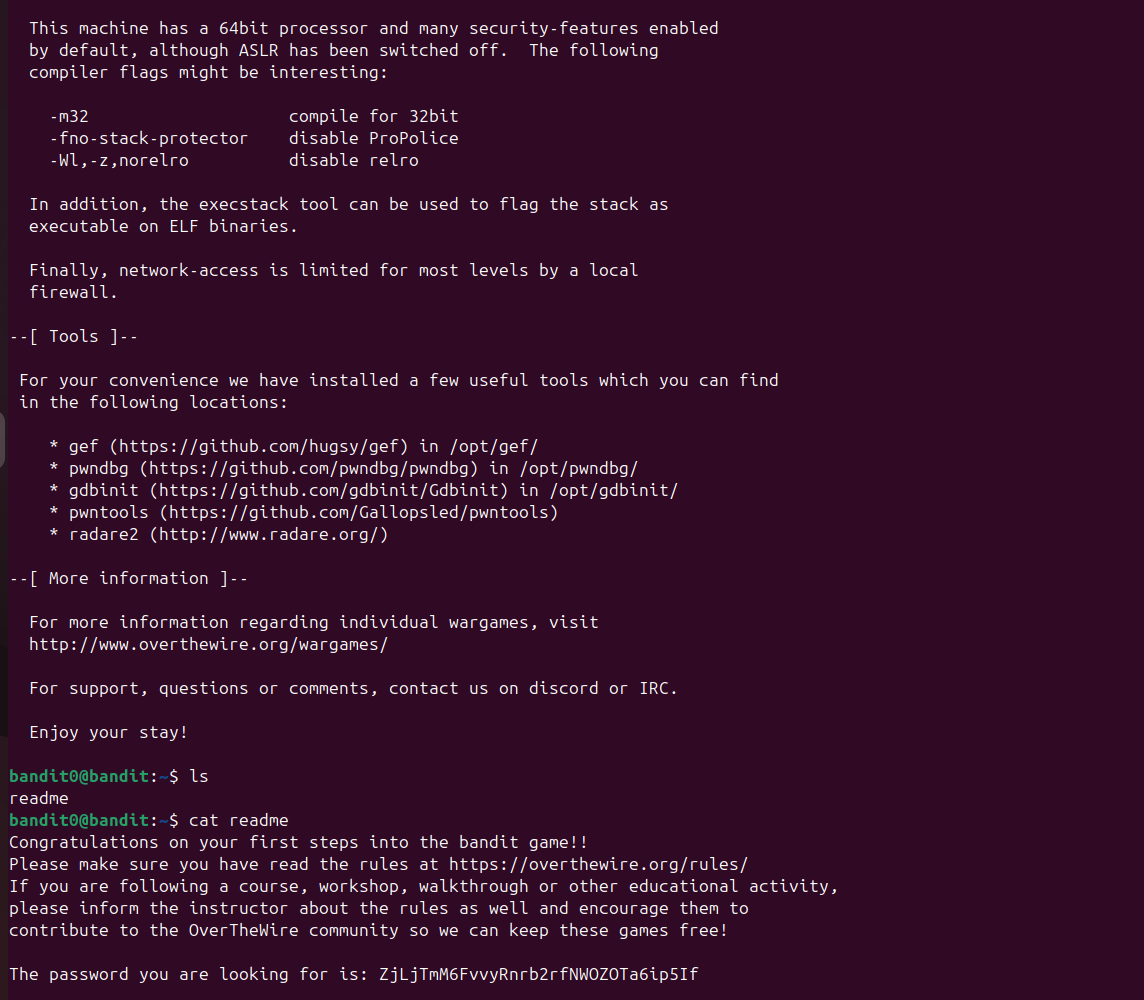 This machine has a 64bit processor and many security-features enabled
by default, although ASLR has been switched off.  The following
compiler flags might be interesting:
-m32                    compile for 32bit
-fno-stack-protector    disable ProPolice
-Wl,-z,norelro          disable relro
In addition, the execstack tool can be used to flag the stack as
executable on ELF binaries.
Finally, network-access is limited for most levels by a local
firewall.
--[ Tools ]--
For your convenience we have installed a few useful tools which you can find
in the following locations:
* gef (https://github.com/hugsy/gef) in /opt/gef/
* pwndbg (https://github.com/pwndbg/pwndbg) in /opt/pwndbg/
* gdbinit (https://github.com/gdbinit/Gdbinit) in /opt/gdbinit/
* pwntools (https://github.com/Gallopsled/pwntools)
* radare2 (http://www.radare.org/)
--[ More information ]--
For more information regarding individual wargames, visit
http://www.overthewire.org/wargames/
For support, questions or comments, contact us on discord or IRC.
Enjoy your stay!
bandit0@bandit:~$ ls
readme
bandit0@bandit:~$ cat readme
Congratulations on your first steps into the bandit game!!
Please make sure you have read the rules at https://overthewire.org/rules/
If you are following a course, workshop, walkthrough or other educational activity,
please inform the instructor about the rules as well and encourage them to
contribute to the OverTheWire community so we can keep these games free!
The password you are looking for is: ZjLjTmM6FvvyRnrb2rfNWOZOTa6ip5If